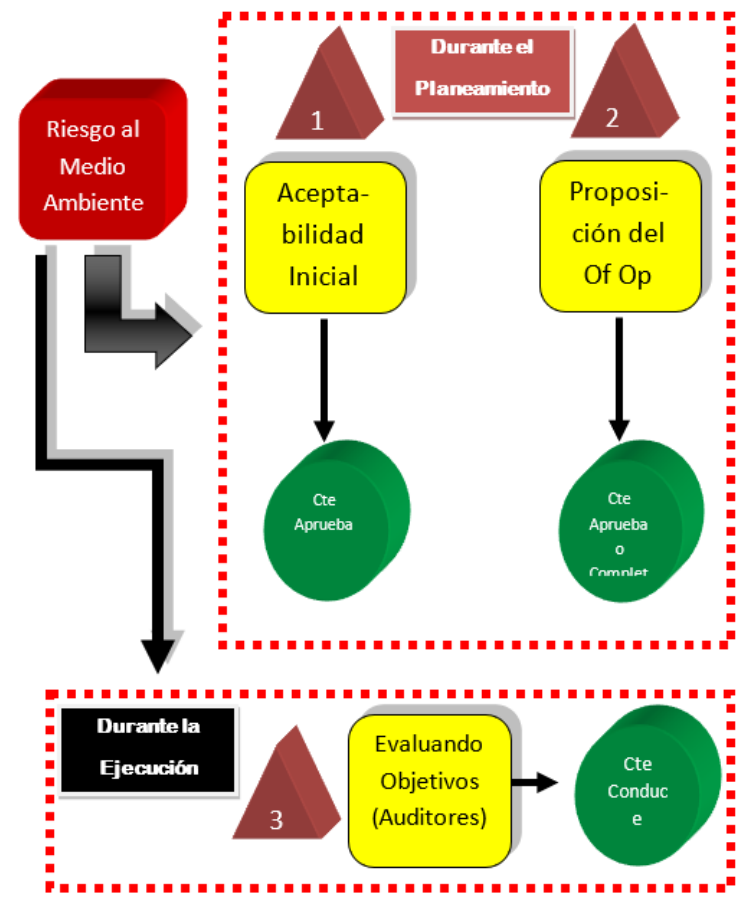 Durante el
Planeamiento
1
2
Riesgo al
Medio
Ambiente
Acepta-
bilidad
Inicial
Proposi-
ción del
Of Op
Cte
Aprueba
Cte
Aprueba
o
Complet
Durante la
Ejecución
3
Evaluando
Objetivos
(Auditores)
Cte
Conduc
e